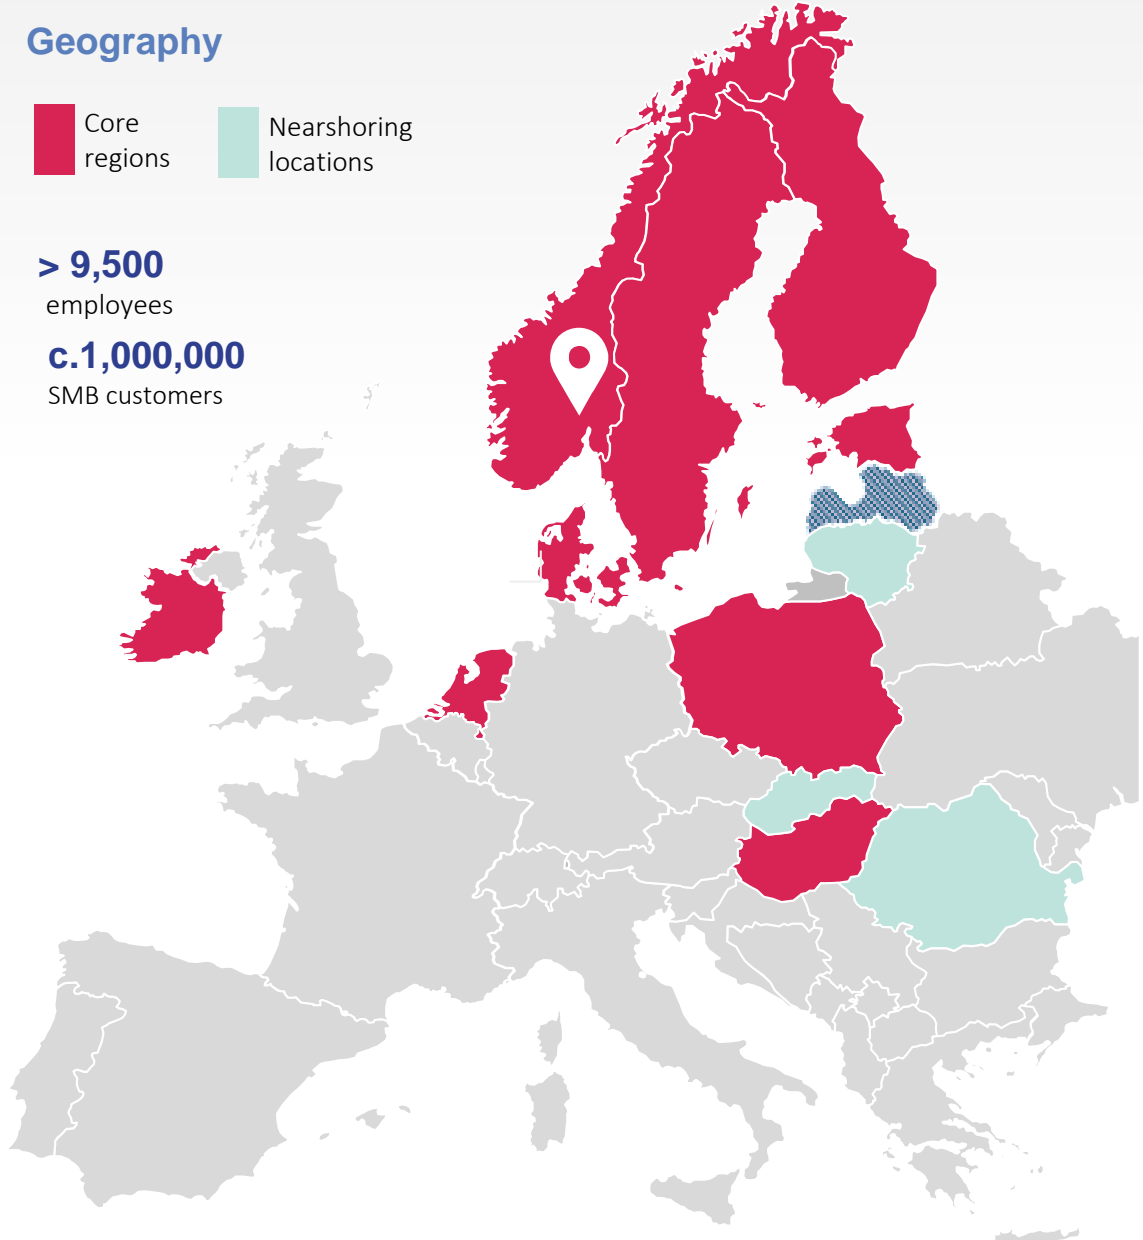 Geography
Core
regions
Nearshoring
locations
> 9,500
employees
c.1,000,000
SMB customers